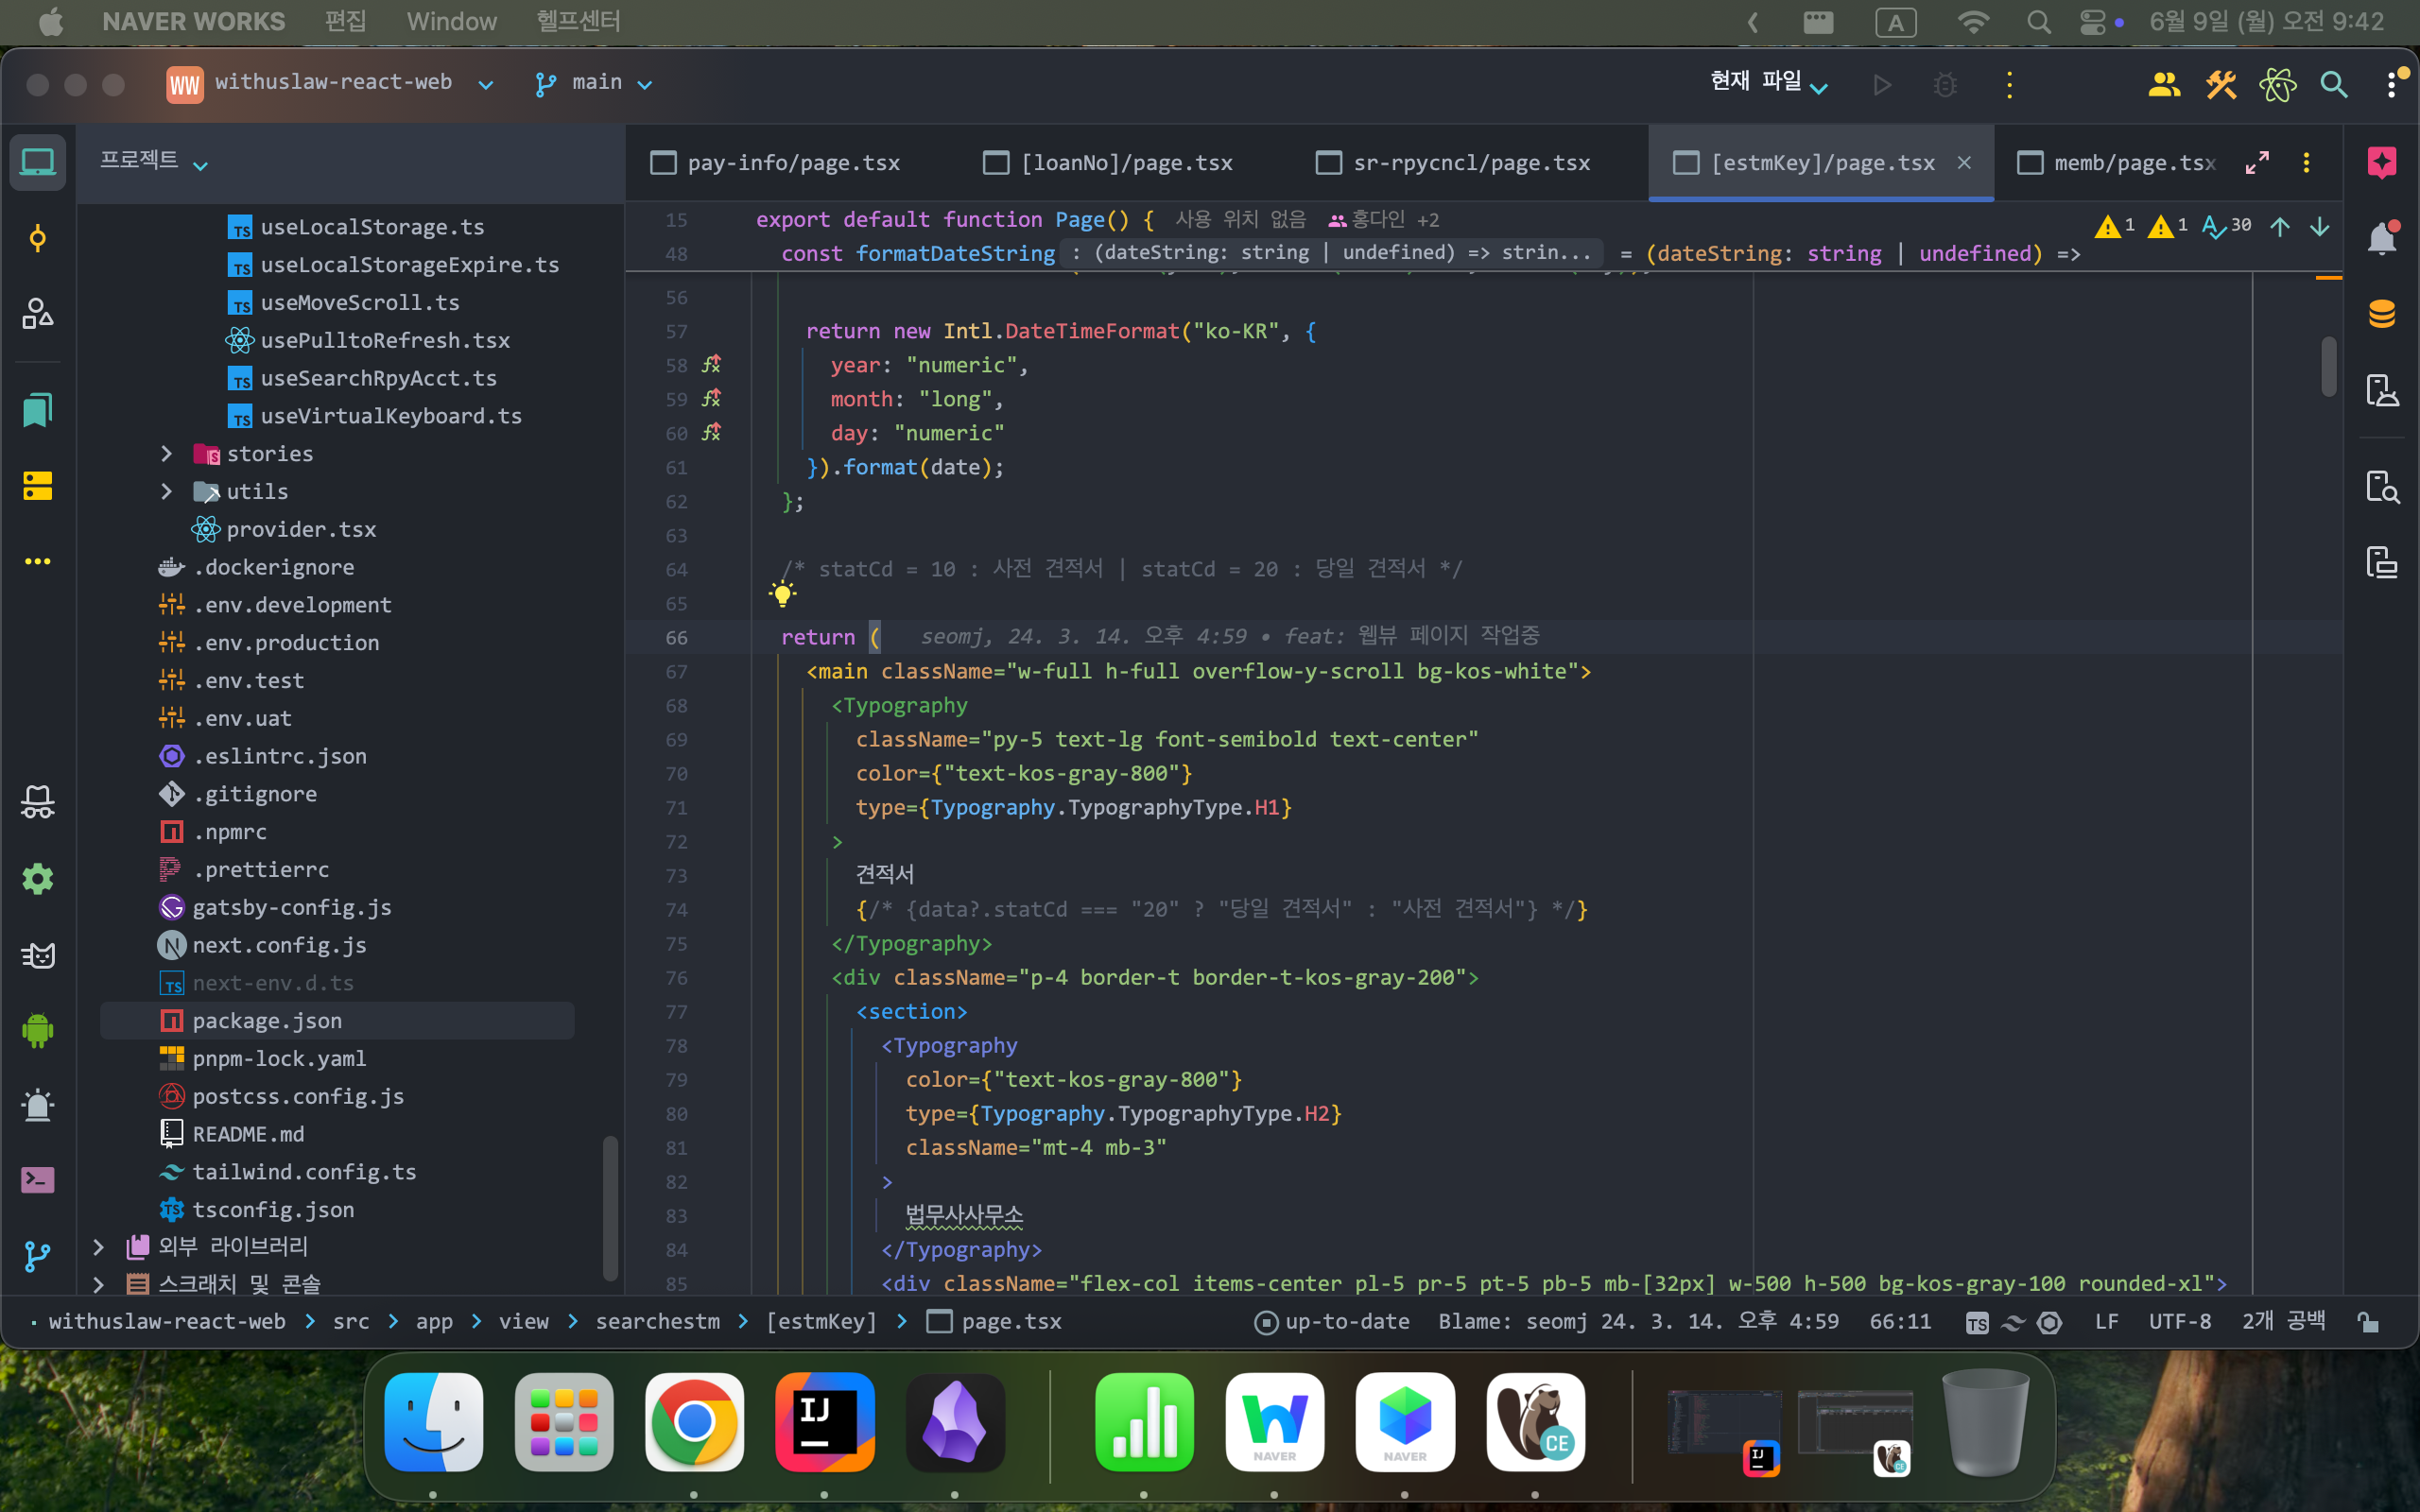 NAVER WORKS 편집 Window 헬프센터 A 6월 9일 (월) 오전 9:42
WW withuslaw-react-web main 현재 파일
프로젝트
pay-info/page.tsx [loanNo]/page.tsx sr-rpycncl/page.tsx [estmKey]/page.tsx memb/page.tsx
useLocalStorage.ts
useLocalStorageExpire.ts
useMoveScroll.ts
usePulltoRefresh.tsx
useSearchRpyAcct.ts
useVirtualKeyboard.ts
stories
utils
provider.tsx
.dockerignore
.env.development
.env.production
.env.test
.env.uat
.eslintrc.json
.gitignore
.npmrc
.prettierrc
gatsby-config.js
next.config.js
next-env.d.ts
package.json
pnpm-lock.yaml
postcss.config.js
README.md
tailwind.config.ts
tsconfig.json
외부 라이브러리
스크래치 및 콘솔
15 export default function Page() { 사용 위치 없음 홍다인 +2
1 1 30
48 const formatDateString : (dateString: string | undefined) => strin... = (dateString: string | undefined) =>
56
57 return new Intl.DateTimeFormat("ko-KR", {
58 year: "numeric",
59 month: "long",
60 day: "numeric"
61 }).format(date);
62 };
63
64 /* statCd = 10 : 사전 견적서 | statCd = 20 : 당일 견적서 */
65
66 return ( seomj, 24. 3. 14. 오후 4:59 • feat: 웹뷰 페이지 작업중
67 <main className="w-full h-full overflow-y-scroll bg-kos-white">
68 <Typography
69 className="py-5 text-lg font-semibold text-center"
70 color={"text-kos-gray-800"}
71 type={Typography.TypographyType.H1}
72 >
73 견적서
74 {/* {data?.statCd === "20" ? "당일 견적서" : "사전 견적서"} */}
75 </Typography>
76 <div className="p-4 border-t border-t-kos-gray-200">
77 <section>
78 <Typography
79 color={"text-kos-gray-800"}
80 type={Typography.TypographyType.H2}
81 className="mt-4 mb-3"
82 >
83 법무사사무소
84 </Typography>
85 <div className="flex-col items-center pl-5 pr-5 pt-5 pb-5 mb-[32px] w-500 h-500 bg-kos-gray-100 rounded-xl">
withuslaw-react-web > src > app > view > searchestm > [estmKey] > page.tsx up-to-date Blame: seomj 24. 3. 14. 오후 4:59 66:11 TS LF UTF-8 2개 공백
IJ NAVER NAVER CE IJ